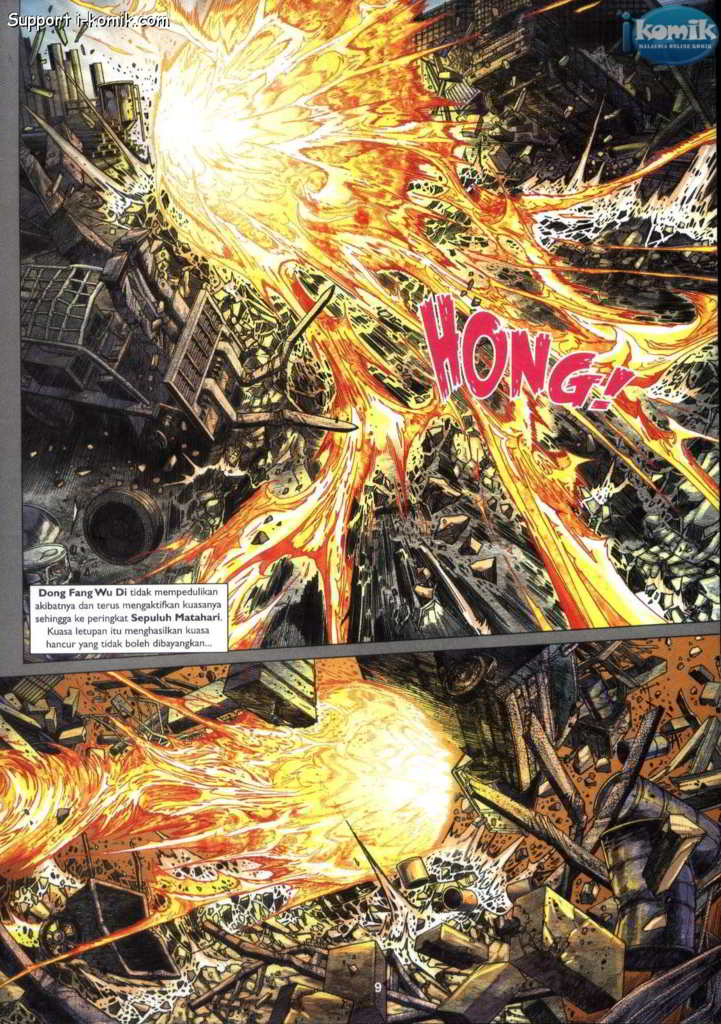 Support i-komik.com
ikomik
MALAYSIA ONLINE KOMIK
HONG!
Dong Fang Wu Di tidak mempedulikan
akibatnya dan terus mengaktifkan kuasanya
sehingga ke peringkat Sepuluh Matahari.
Kuasa letupan itu menghasilkan kuasa
hancur yang tidak boleh dibayangkan...
9